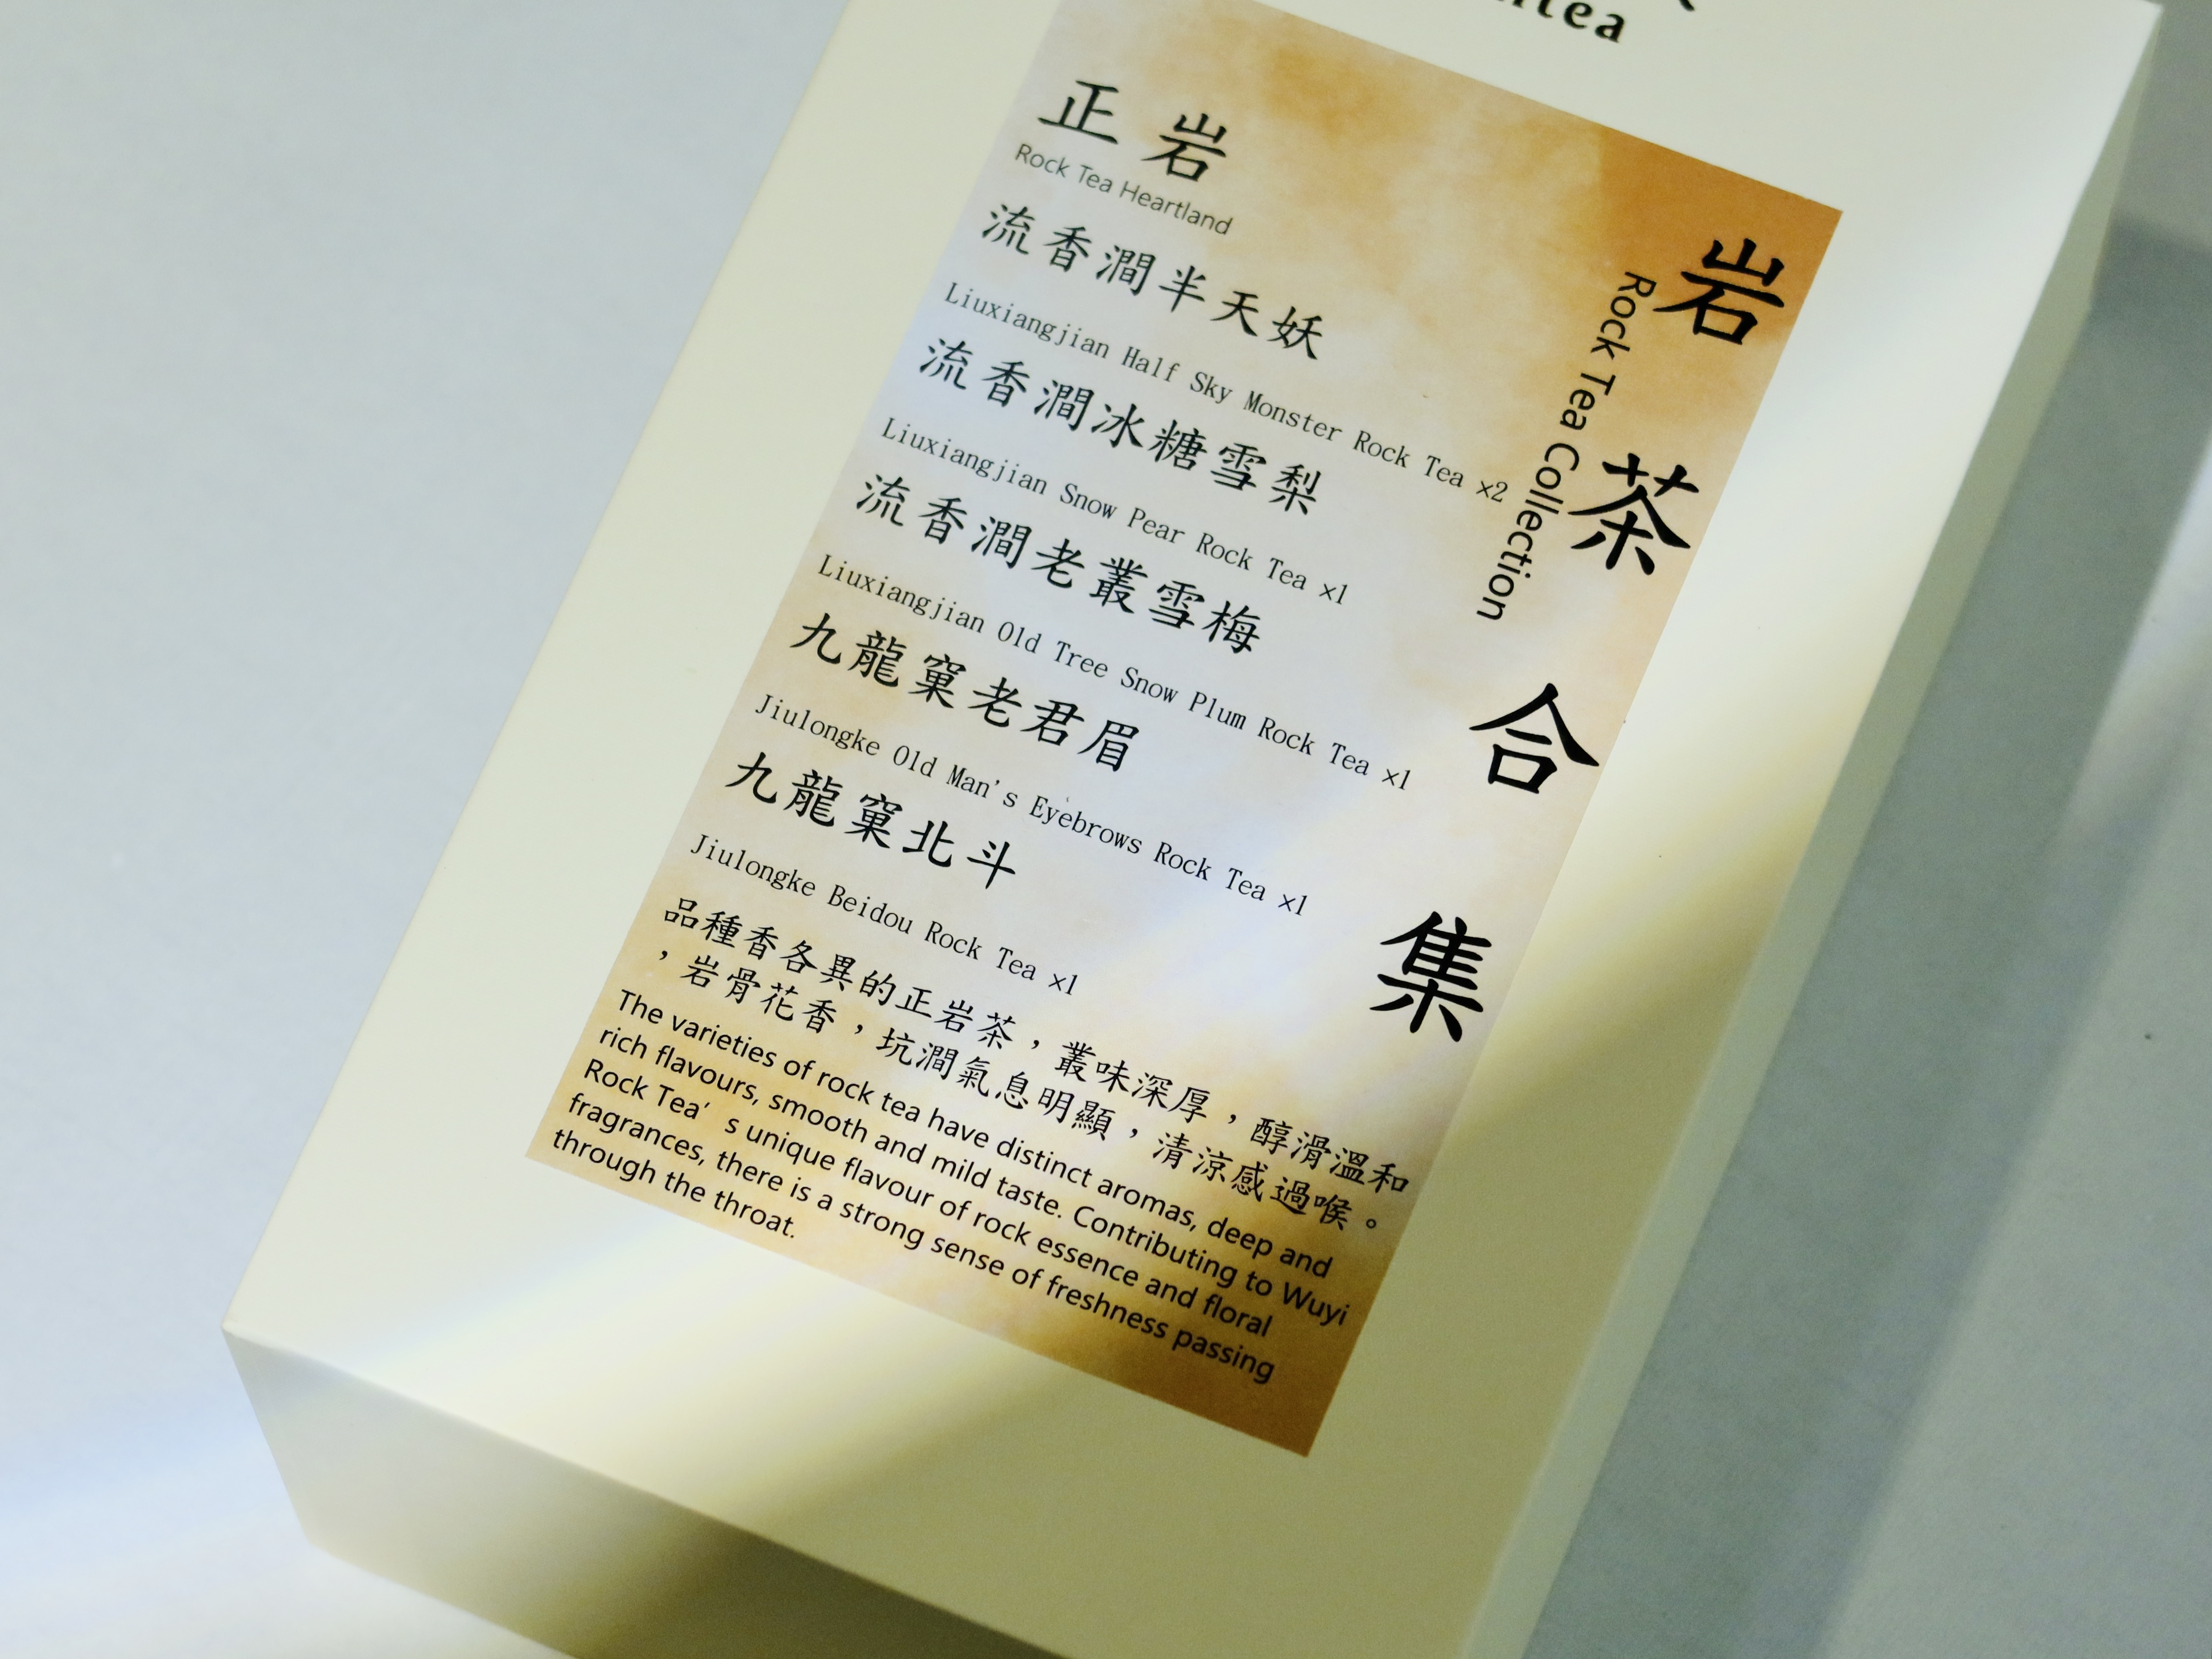 正岩
Rock Tea Heartland
流香澗半天妖
Liuxiangjian Half Sky Monster Rock Tea ×2
流香澗冰糖雪梨
Liuxiangjian Snow Pear Rock Tea ×1
流香澗老叢雪梅
Liuxiangjian Old Tree Snow Plum Rock Tea ×1
九龍窠老君眉
Jiulongke Old Man's Eyebrows Rock Tea ×1
九龍窠北斗
Jiulongke Beidou Rock Tea ×1
品種香各異的正岩茶，叢味深厚，醇滑溫和
，岩骨花香，坑澗氣息明顯，清涼感過喉。
The varieties of rock tea have distinct aromas, deep and
rich flavours, smooth and mild taste. Contributing to Wuyi
Rock Tea′ s unique flavour of rock essence and floral
fragrances, there is a strong sense of freshness passing
through the throat.
岩茶合集
Rock Tea Collection